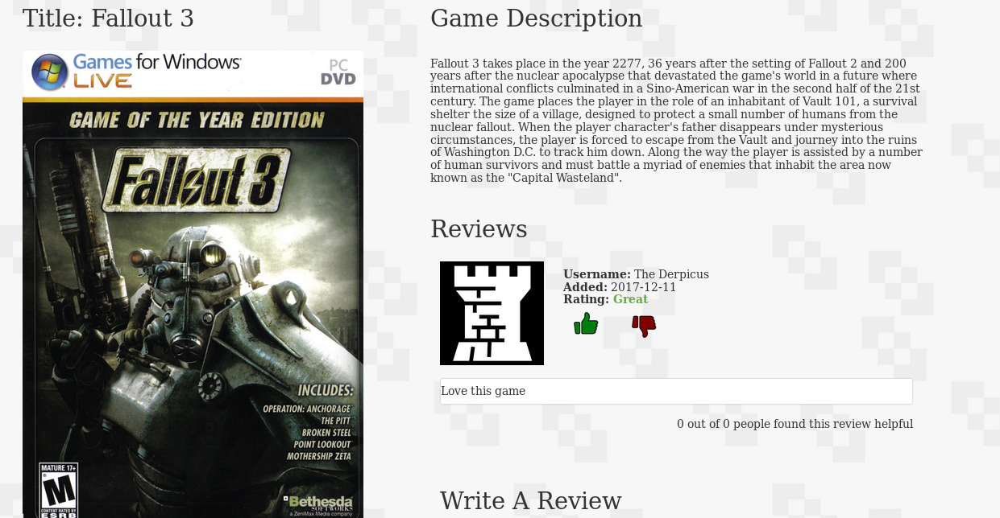 Title: Fallout 3
Games for Windows
LIVE
PC
DVD
GAME OF THE YEAR EDITION
Fallout 3
INCLUDES:
OPERATION: ANCHORAGE
THE PITT
BROKEN STEEL
POINT LOOKOUT
MOTHERSHIP ZETA
MATURE 17+
M
CONTENT RATED BY
ESRB
Bethesda
SOFTWORKS
a ZeniMax Media company
Game Description
Fallout 3 takes place in the year 2277, 36 years after the setting of Fallout 2 and 200
years after the nuclear apocalypse that devastated the game's world in a future where
international conflicts culminated in a Sino-American war in the second half of the 21st
century. The game places the player in the role of an inhabitant of Vault 101, a survival
shelter the size of a village, designed to protect a small number of humans from the
nuclear fallout. When the player character's father disappears under mysterious
circumstances, the player is forced to escape from the Vault and journey into the ruins
of Washington D.C. to track him down. Along the way the player is assisted by a number
of human survivors and must battle a myriad of enemies that inhabit the area now
known as the "Capital Wasteland".
Reviews
Username: The Derpicus
Added: 2017-12-11
Rating: Great
Love this game
0 out of 0 people found this review helpful
Write A Review